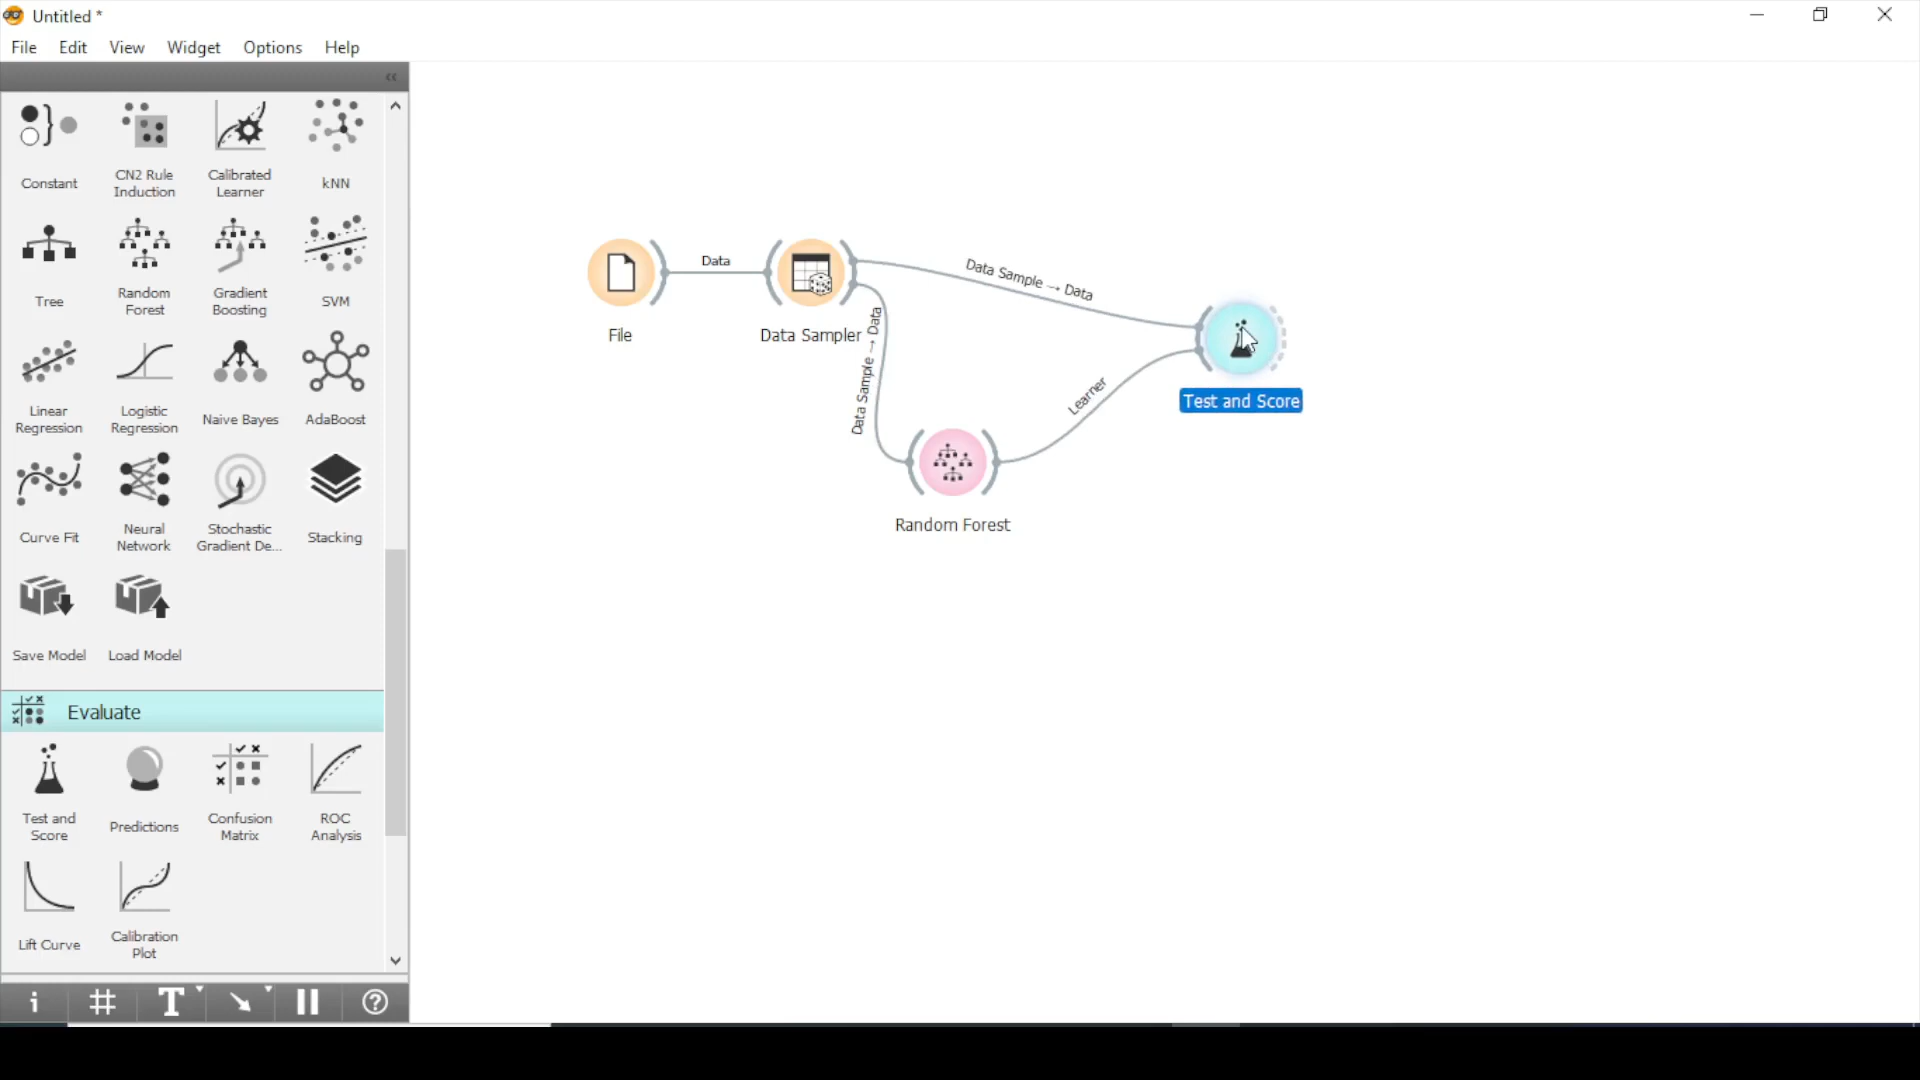 Untitled *
File Edit View Widget Options Help
Constant
CN2 Rule
Induction
Calibrated
Learner
kNN
Tree
Random
Forest
Gradient
Boosting
SVM
Linear
Regression
Logistic
Regression
Naive Bayes
AdaBoost
Curve Fit
Neural
Network
Stochastic
Gradient De...
Stacking
Save Model
Load Model
Evaluate
Test and
Score
Predictions
Confusion
Matrix
ROC
Analysis
Lift Curve
Calibration
Plot
File
Data
Data Sampler
Data Sample → Data
Data Sample → Data
Learner
Random Forest
Test and Score